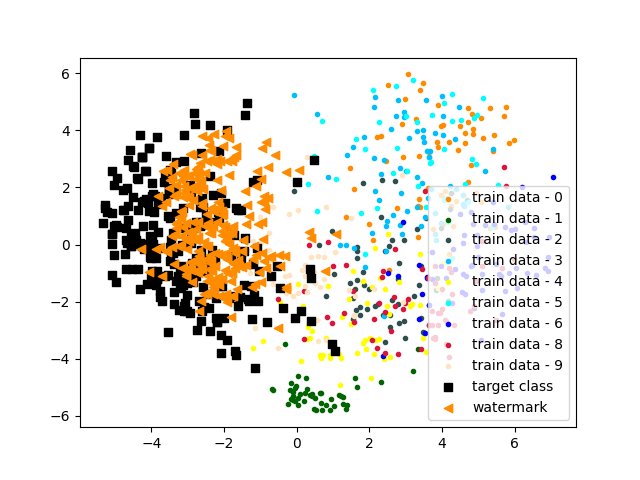 6
4
2
0
−2
−4
−6
−4
−2
0
2
4
6
train data - 0
train data - 1
train data - 2
train data - 3
train data - 4
train data - 5
train data - 6
train data - 8
train data - 9
target class
watermark